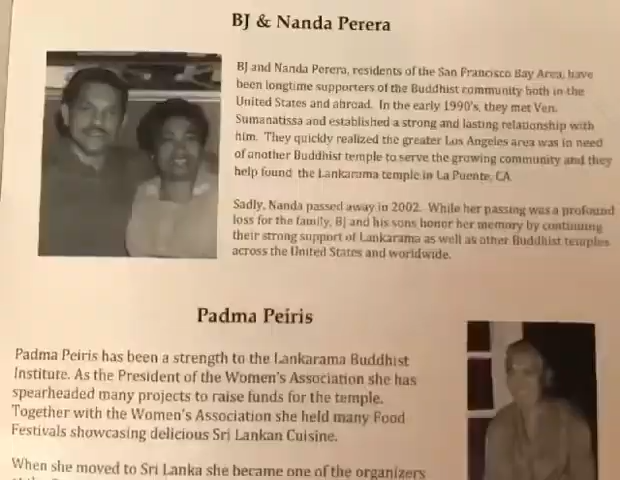 BJ & Nanda Perera
BJ and Nanda Perera, residents of the San Francisco Bay Area, have
been longtime supporters of the Buddhist community both in the
United States and abroad. In the early 1990's, they met Ven.
Sumanatissa and established a strong and lasting relationship with
him. They quickly realized the greater Los Angeles area was in need
of another Buddhist temple to serve the growing community and they
help found the Lankarama temple in La Puente, CA.
Sadly, Nanda passed away in 2002. While her passing was a profound
loss for the family, BJ and his sons honor her memory by continuing
their strong support of Lankarama as well as other Buddhist temples
across the United States and worldwide.
Padma Peiris
Padma Peiris has been a strength to the Lankarama Buddhist
Institute. As the President of the Women's Association she has
spearheaded many projects to raise funds for the temple.
Together with the Women's Association she held many Food
Festivals showcasing delicious Sri Lankan Cuisine.
When she moved to Sri Lanka she became one of the organizers